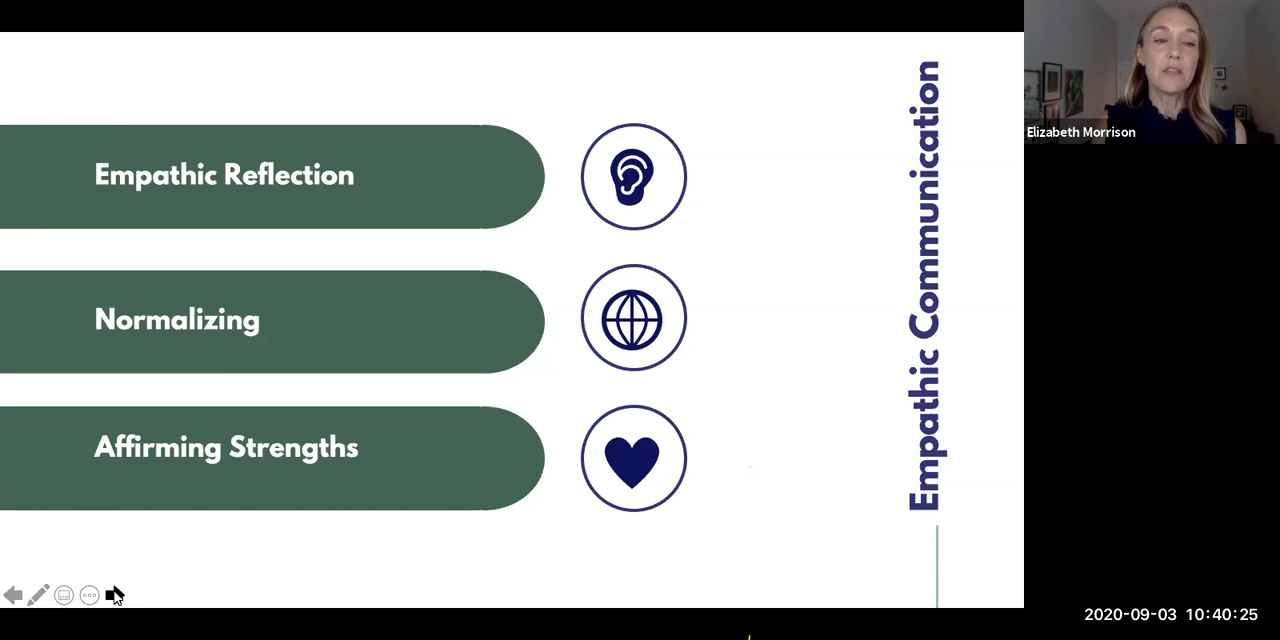 Empathic Reflection
Normalizing
Affirming Strengths
Empathic Communication
Elizabeth Morrison
2020-09-03 10:40:25